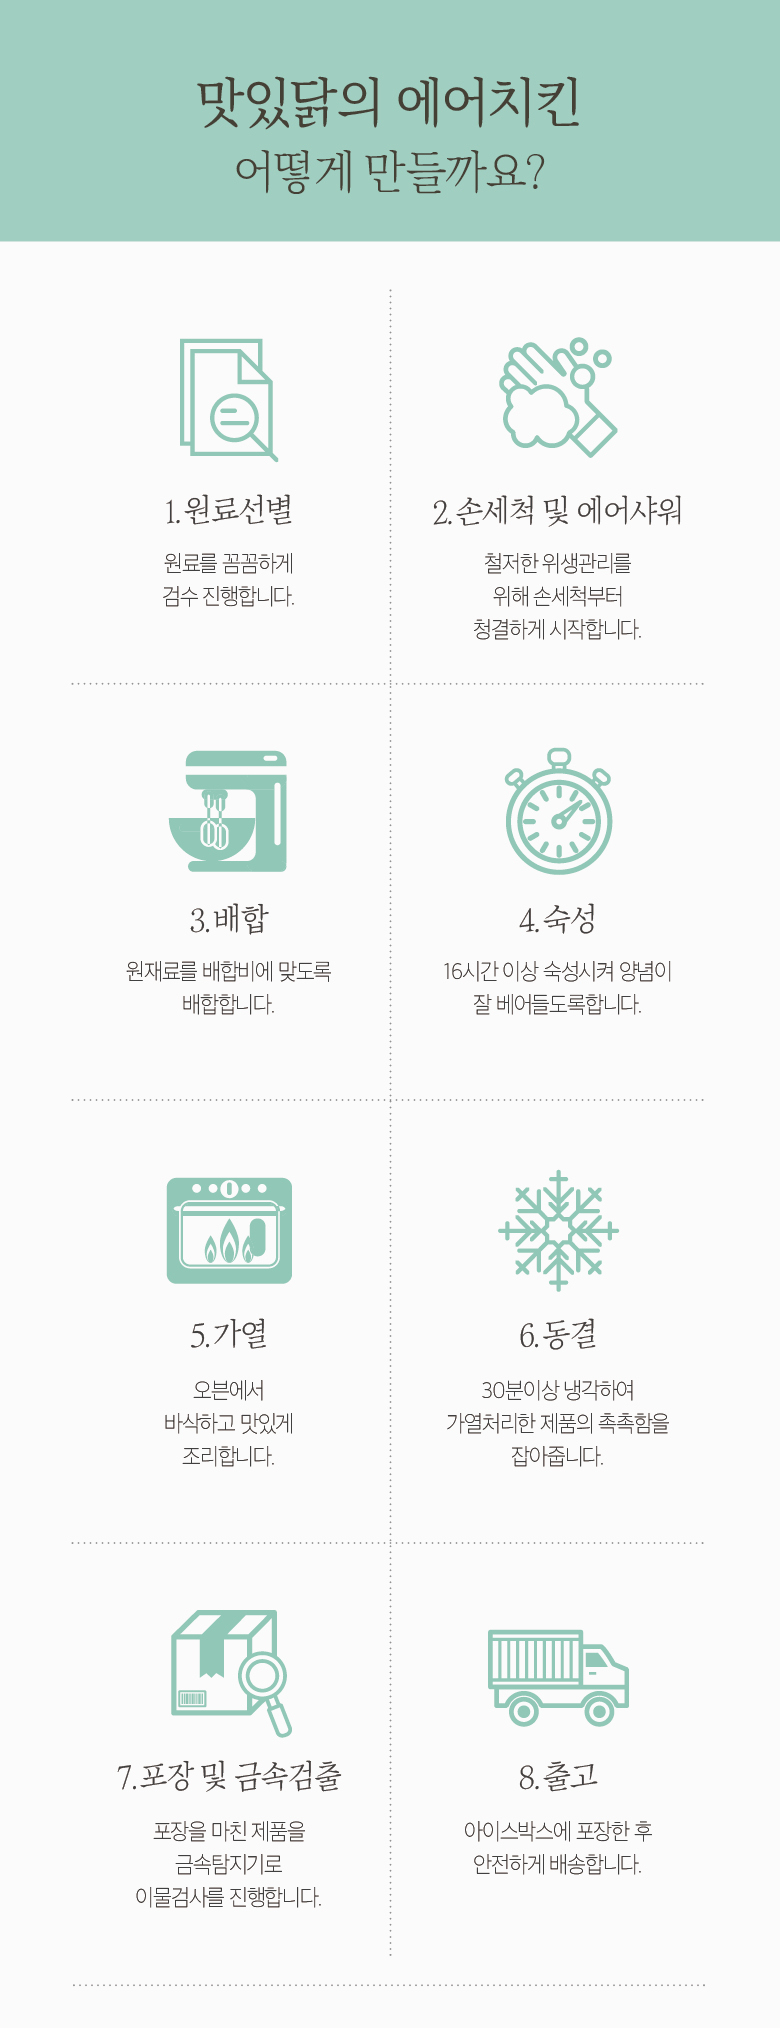 맛있닭의 에어치킨
어떻게 만들까요?
1.원료선별
원료를 꼼꼼하게
검수 진행합니다.
2.손세척 및 에어샤워
철저한 위생관리를
위해 손세척부터
청결하게 시작합니다.
3.배합
원재료를 배합비에 맞도록
배합합니다.
4.숙성
16시간 이상 숙성시켜 양념이
잘 베어들도록합니다.
5.가열
오븐에서
바삭하고 맛있게
조리합니다.
6.동결
30분이상 냉각하여
가열처리한 제품의 촉촉함을
잡아줍니다.
7.포장 및 금속검출
포장을 마친 제품을
금속탐지기로
이물검사를 진행합니다.
8.출고
아이스박스에 포장한 후
안전하게 배송합니다.